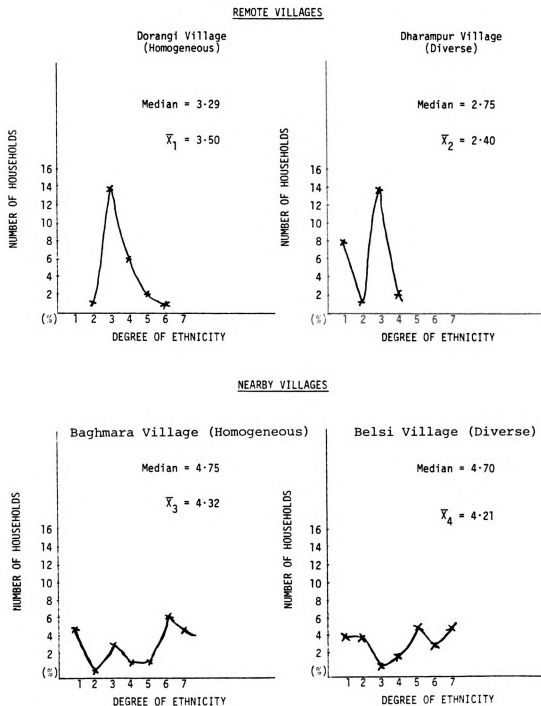 REMOTE VILLAGES
Dorangi Village
(Homogeneous)
Median = 3·29
X̅1 = 3·50
NUMBER OF HOUSEHOLDS
16
14
12
10
8
6
4
2
(%) 1 2 3 4 5 6 7
DEGREE OF ETHNICITY
Dharampur Village
(Diverse)
Median = 2·75
X̅2 = 2·40
NUMBER OF HOUSEHOLDS
16
14
12
10
8
6
4
2
(%) 1 2 3 4 5 6 7
DEGREE OF ETHNICITY
NEARBY VILLAGES
Baghmara Village (Homogeneous)
Median = 4·75
X̅3 = 4·32
NUMBER OF HOUSEHOLDS
16
14
12
10
8
6
4
2
(%)
1 2 3 4 5 6 7
DEGREE OF ETHNICITY
Belsi Village (Diverse)
Median = 4·70
X̅4 = 4·21
NUMBER OF HOUSEHOLDS
16
14
12
10
8
6
4
2
(%)
1 2 3 4 5 6 7
DEGREE OF ETHNICITY